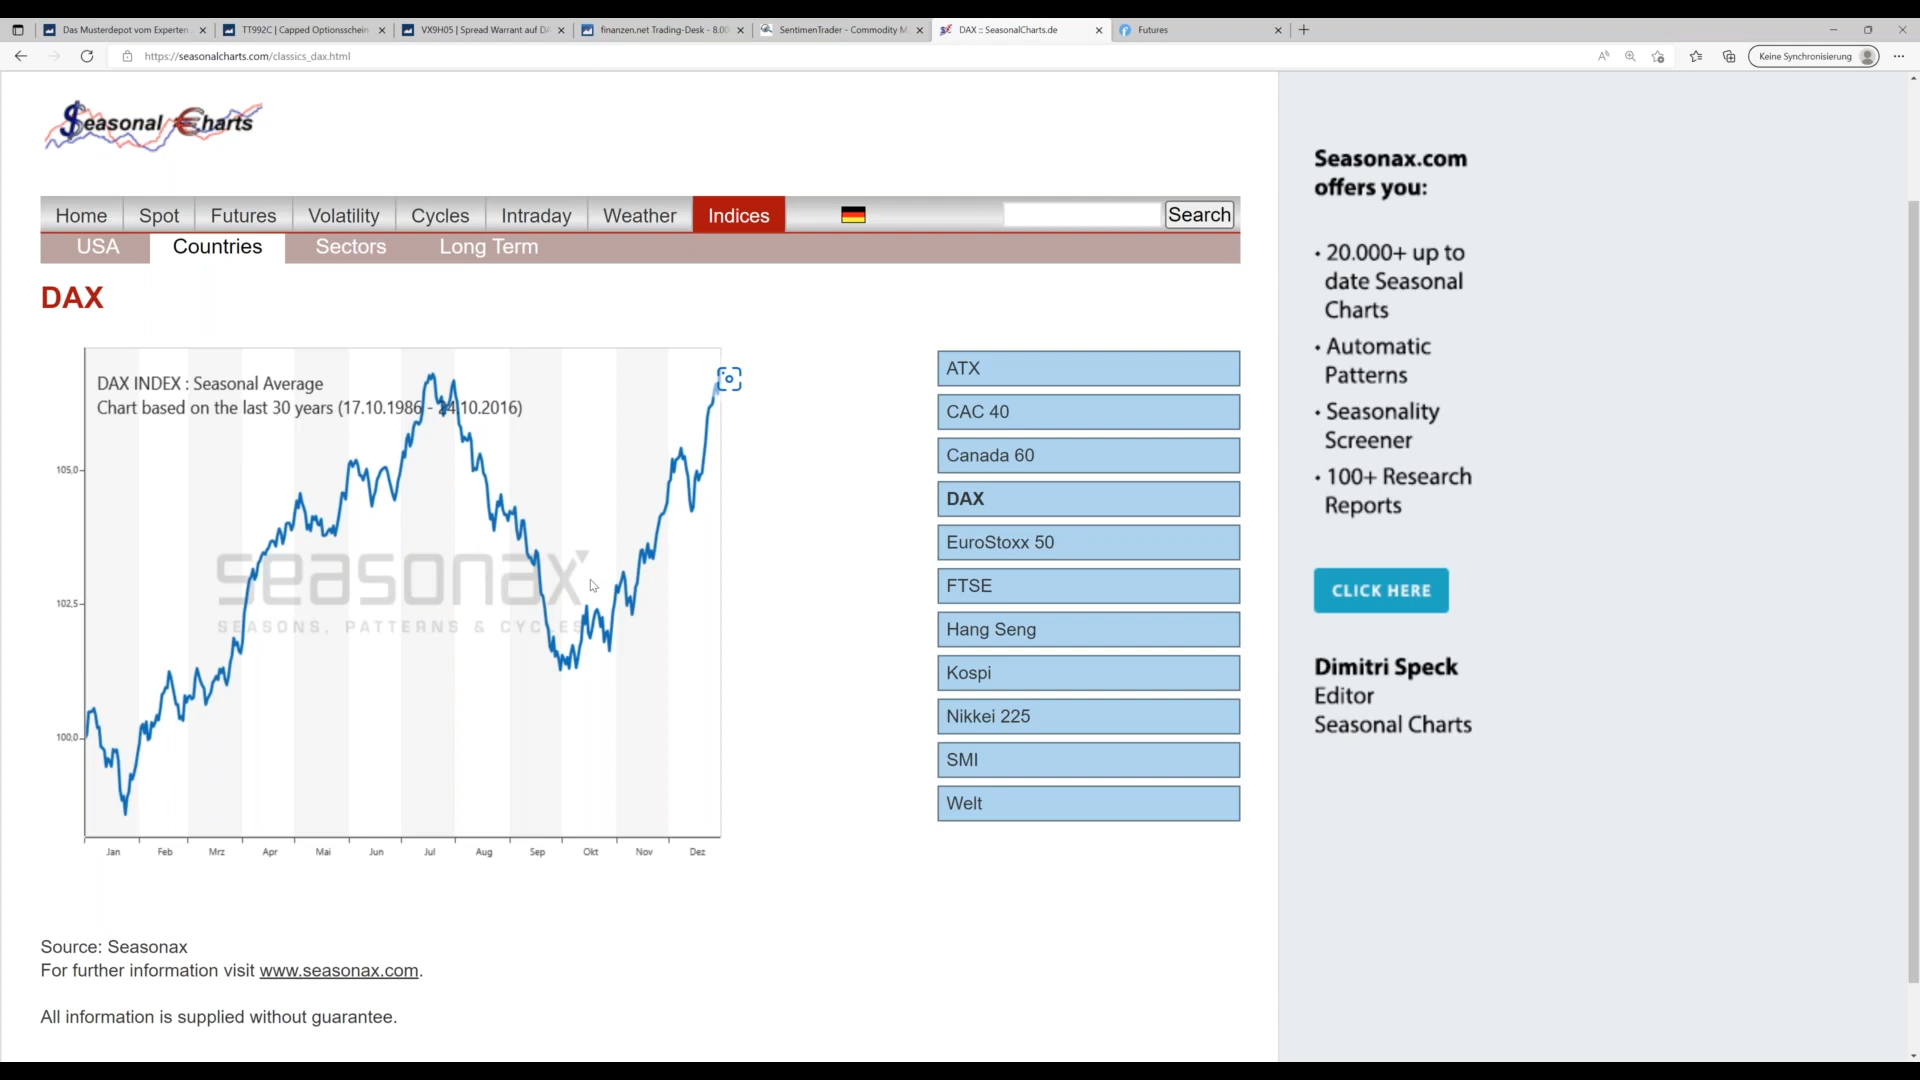 Das Musterdepot vom Experten
TT992C | Capped Optionsschein
VX9H05 | Spread Warrant auf DA
finanzen.net Trading-Desk - 8.00
SentimenTrader - Commodity M
DAX :: SeasonalCharts.de
Futures
https://seasonalcharts.com/classics_dax.html
Keine Synchronisierung
$easonal €harts
Home Spot Futures Volatility Cycles Intraday Weather Indices Search
USA Countries Sectors Long Term
DAX
DAX INDEX : Seasonal Average
Chart based on the last 30 years (17.10.1986 - 24.10.2016)
105,0
102,5
100,0
seasonax
SEASONS, PATTERNS & CYCLES
Jan Feb Mrz Apr Mai Jun Jul Aug Sep Okt Nov Dez
ATX
CAC 40
Canada 60
DAX
EuroStoxx 50
FTSE
Hang Seng
Kospi
Nikkei 225
SMI
Welt
Source: Seasonax
For further information visit www.seasonax.com.
All information is supplied without guarantee.
Seasonax.com
offers you:
• 20.000+ up to
date Seasonal
Charts
• Automatic
Patterns
• Seasonality
Screener
• 100+ Research
Reports
CLICK HERE
Dimitri Speck
Editor
Seasonal Charts